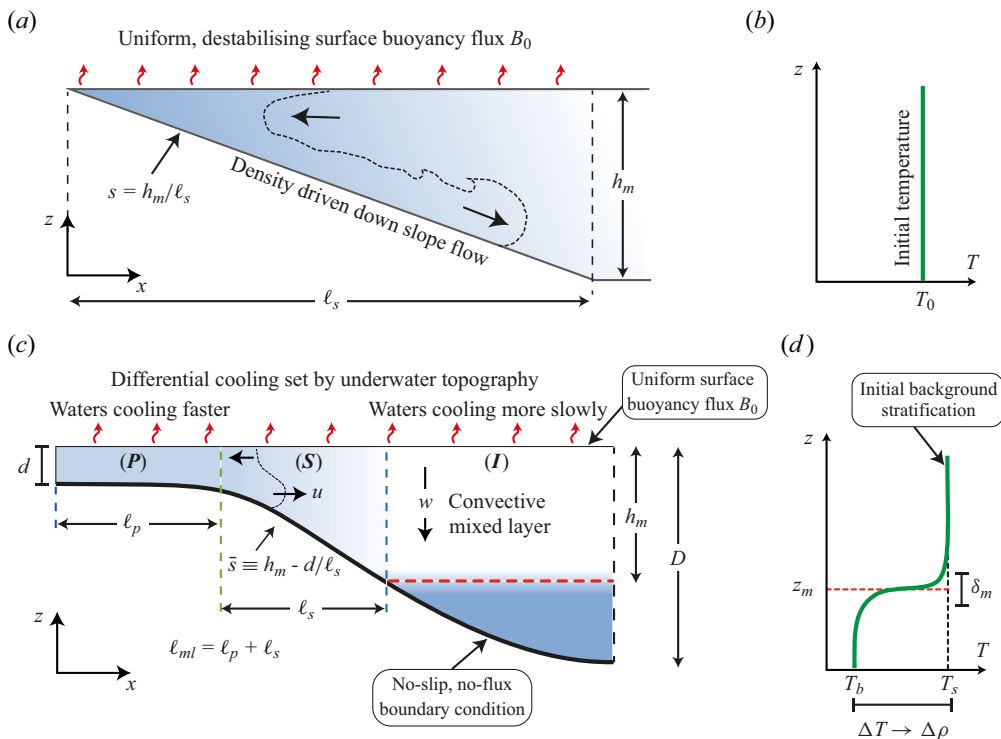 (a)
Uniform, destabilising surface buoyancy flux B₀
s = hₘ/ℓₛ
Density driven down slope flow
hₘ
z
x
ℓₛ
(b)
z
Initial temperature
T
T₀
(c)
Differential cooling set by underwater topography
Uniform surface
buoyancy flux B₀
Waters cooling faster
Waters cooling more slowly
d
(P)
(S)
(I)
u
w
Convective
mixed layer
hₘ
D
ℓₚ
s̄ ≡ hₘ - d/ℓₛ
ℓₛ
z
x
ℓₘₗ = ℓₚ + ℓₛ
No-slip, no-flux
boundary condition
(d)
Initial background
stratification
z
zₘ
δₘ
T
T_b
Tₛ
ΔT → Δρ